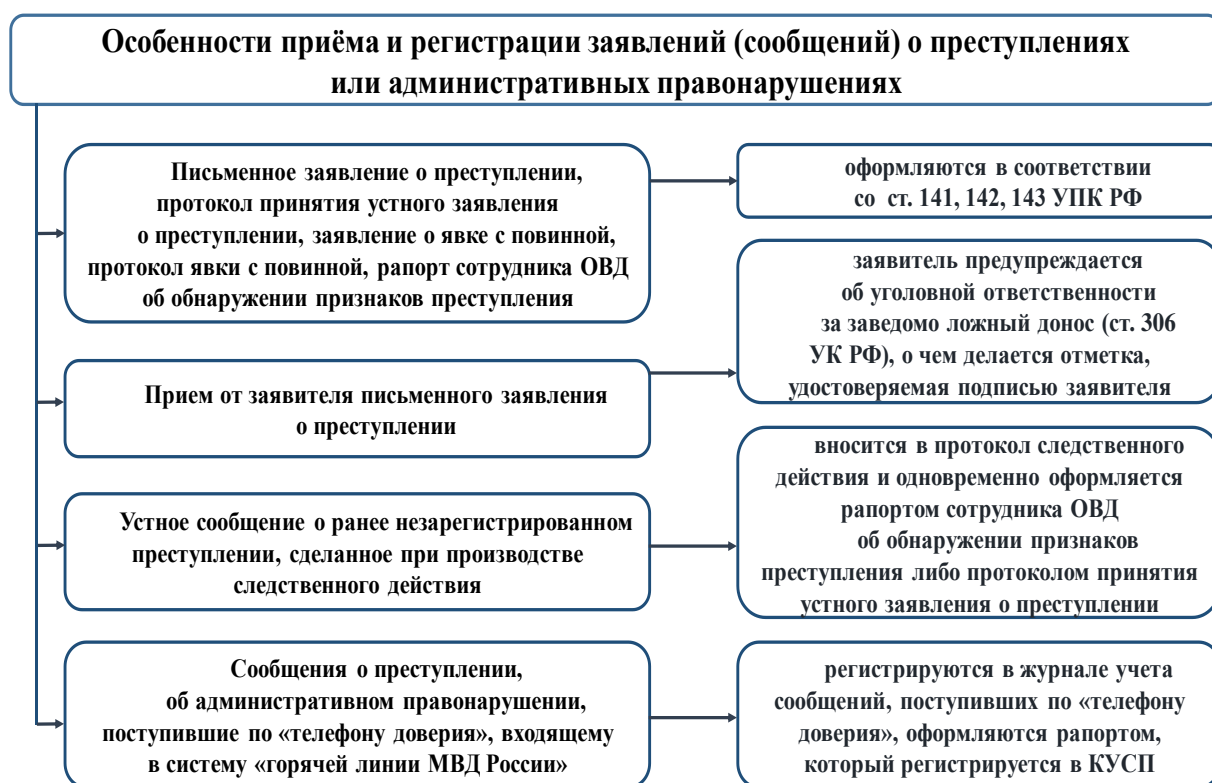 Особенности приёма и регистрации заявлений (сообщений) о преступлениях
или административных правонарушениях
Письменное заявление о преступлении,
протокол принятия устного заявления
о преступлении, заявление о явке с повинной,
протокол явки с повинной, рапорт сотрудника ОВД
об обнаружении признаков преступления
оформляются в соответствии
со ст. 141, 142, 143 УПК РФ
Прием от заявителя письменного заявления
о преступлении
заявитель предупреждается
об уголовной ответственности
за заведомо ложный донос (ст. 306
УК РФ), о чем делается отметка,
удостоверяемая подписью заявителя
Устное сообщение о ранее незарегистрированном
преступлении, сделанное при производстве
следственного действия
вносится в протокол следственного
действия и одновременно оформляется
рапортом сотрудника ОВД
об обнаружении признаков
преступления либо протоколом принятия
устного заявления о преступлении
Сообщения о преступлении,
об административном правонарушении,
поступившие по «телефону доверия», входящему
в систему «горячей линии МВД России»
регистрируются в журнале учета
сообщений, поступивших по «телефону
доверия», оформляются рапортом,
который регистрируется в КУСП